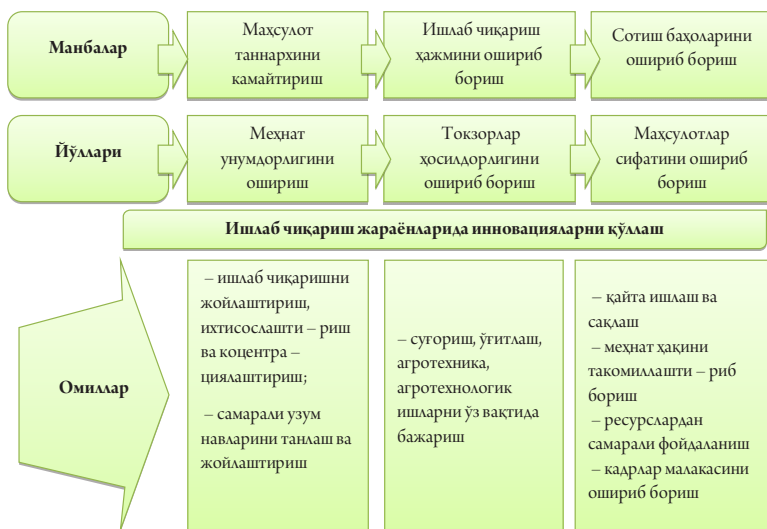 Манбалар
Маҳсулот
таннархини
камайтириш
Ишлаб чиқариш
ҳажмини ошириб
бориш
Сотиш баҳоларини
ошириб бориш
Йўллари
Меҳнат
унумдорлигини
ошириш
Токзорлар
ҳосилдорлигини
ошириб бориш
Маҳсулотлар
сифатини ошириб
бориш
Ишлаб чиқариш жараёнларида инновацияларни қўллаш
Омиллар
– ишлаб чиқаришни
жойлаштириш,
ихтисослашти – риш
ва коцентра –
циялаштириш;
– самарали узум
навларини танлаш ва
жойлаштириш
– суғориш, ўғитлаш,
агротехника,
агротехнологик
ишларни ўз вақтида
бажариш
– қайта ишлаш ва
сақлаш
– меҳнат ҳақини
такомиллашти – риб
бориш
– ресурслардан
самарали фойдаланиш
– кадрлар малакасини
ошириб бориш